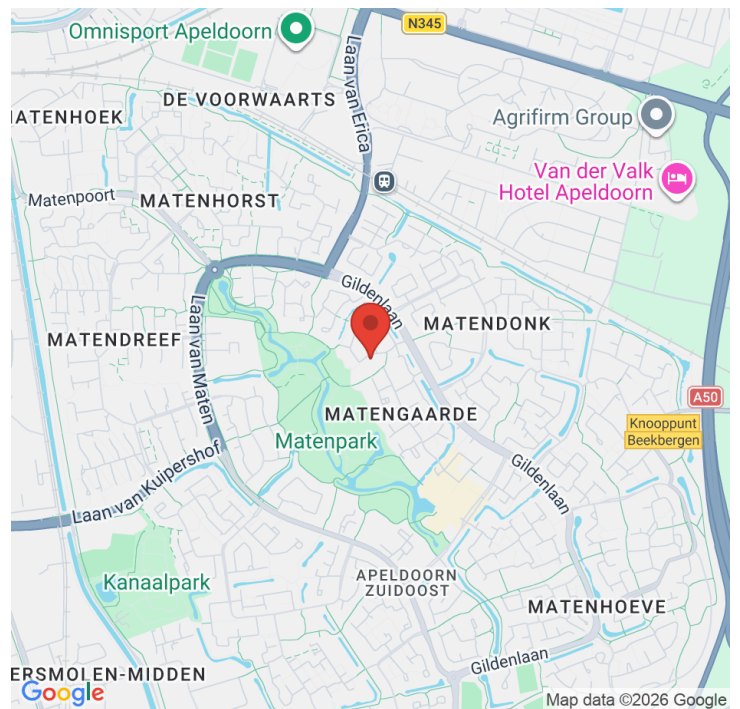 N345
Omnisport Apeldoorn
Laan van Erica
DE VOORWAARTS
MATENHOEK
Agrifirm Group
Van der Valk
Hotel Apeldoorn
Matenpoort
MATENHORST
Gildenlaan
MATENDONK
Laan van Maten
MATENDREEF
A50
MATENGAARDE
Knooppunt
Beekbergen
Matenpark
Laan van Kuipershof
Gildenlaan
Kanaalpark
APELDOORN
ZUIDOOST
MATENHOEVE
Gildenlaan
ERSMOLEN-MIDDEN
Google
Map data ©2026 Google